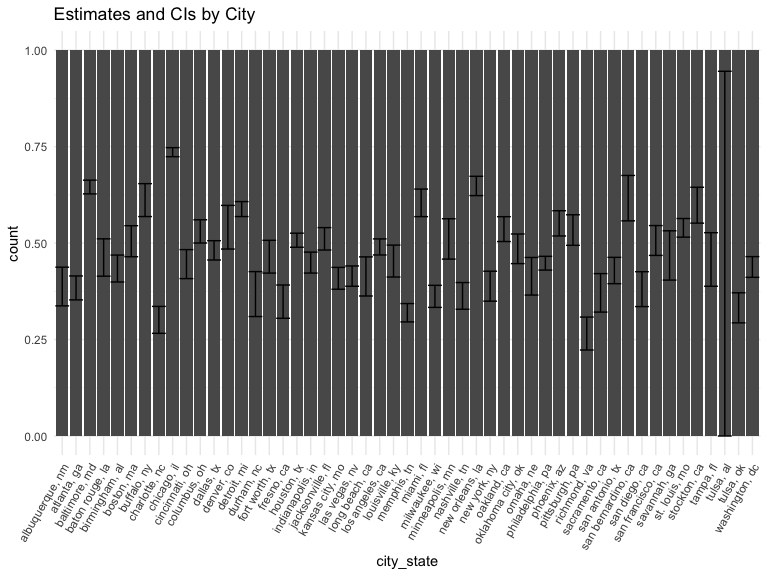 Estimates and CIs by City
1.00
0.75
0.50
0.25
0.00
count
albuquerque, nm
atlanta, ga
baltimore, md
baton rouge, la
birmingham, al
boston, ma
buffalo, ny
charlotte, nc
chicago, il
cincinnati, oh
columbus, oh
dallas, tx
denver, co
detroit, mi
durham, nc
fort worth, tx
fresno, ca
houston, tx
indianapolis, in
jacksonville, fl
kansas city, mo
las vegas, nv
long beach, ca
los angeles, ca
louisville, ky
memphis, tn
miami, fl
milwaukee, wi
minneapolis, mn
nashville, tn
new orleans, la
new york, ny
oakland, ca
oklahoma city, ok
omaha, ne
philadelphia, pa
phoenix, az
pittsburgh, pa
richmond, va
sacramento, ca
san antonio, tx
san bernardino, ca
san diego, ca
san francisco, ca
savannah, ga
st. louis, mo
stockton, ca
tampa, fl
tulsa, al
tulsa, ok
washington, dc
city_state